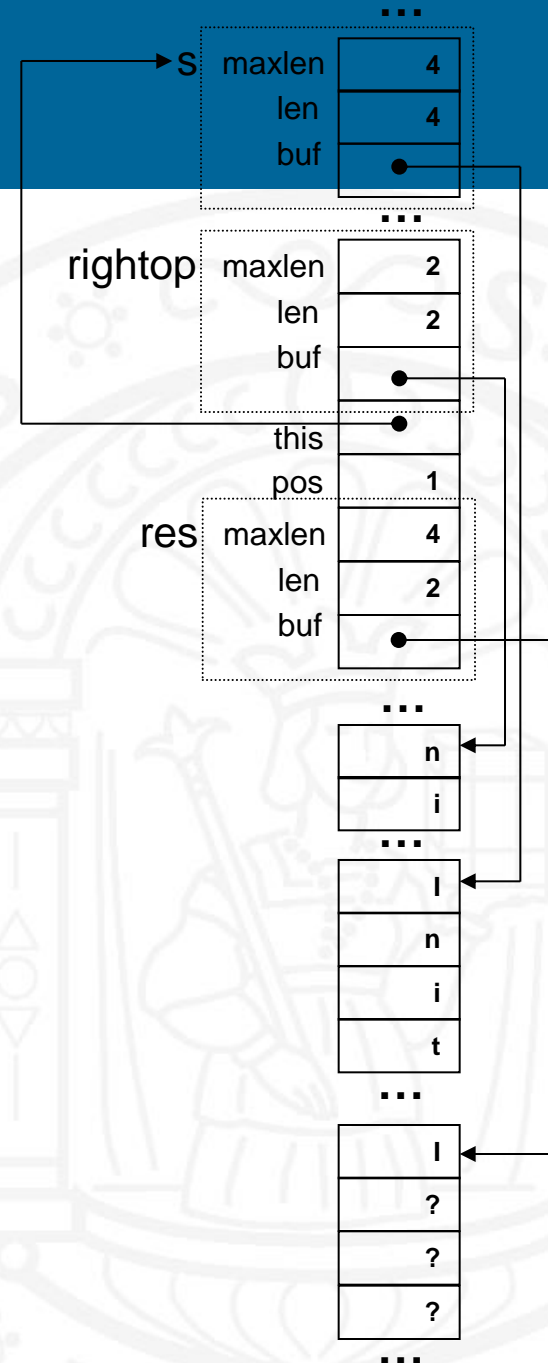 ...
s maxlen 4
len 4
buf
...
rightop maxlen 2
len 2
buf
this
pos 1
res maxlen 4
len 2
buf
...
n
i
...
I
n
i
t
...
I
?
?
?
...